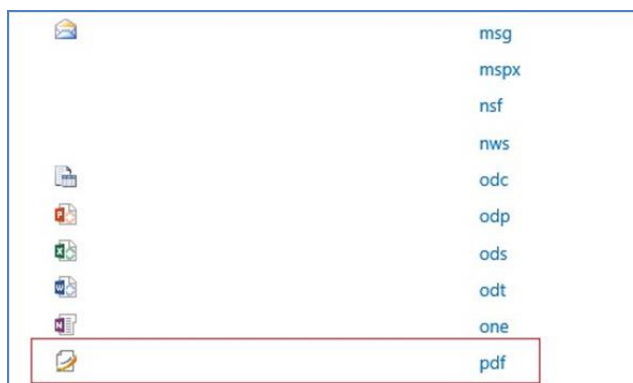 msg
mspx
nsf
nws
odc
odp
ods
odt
one
pdf